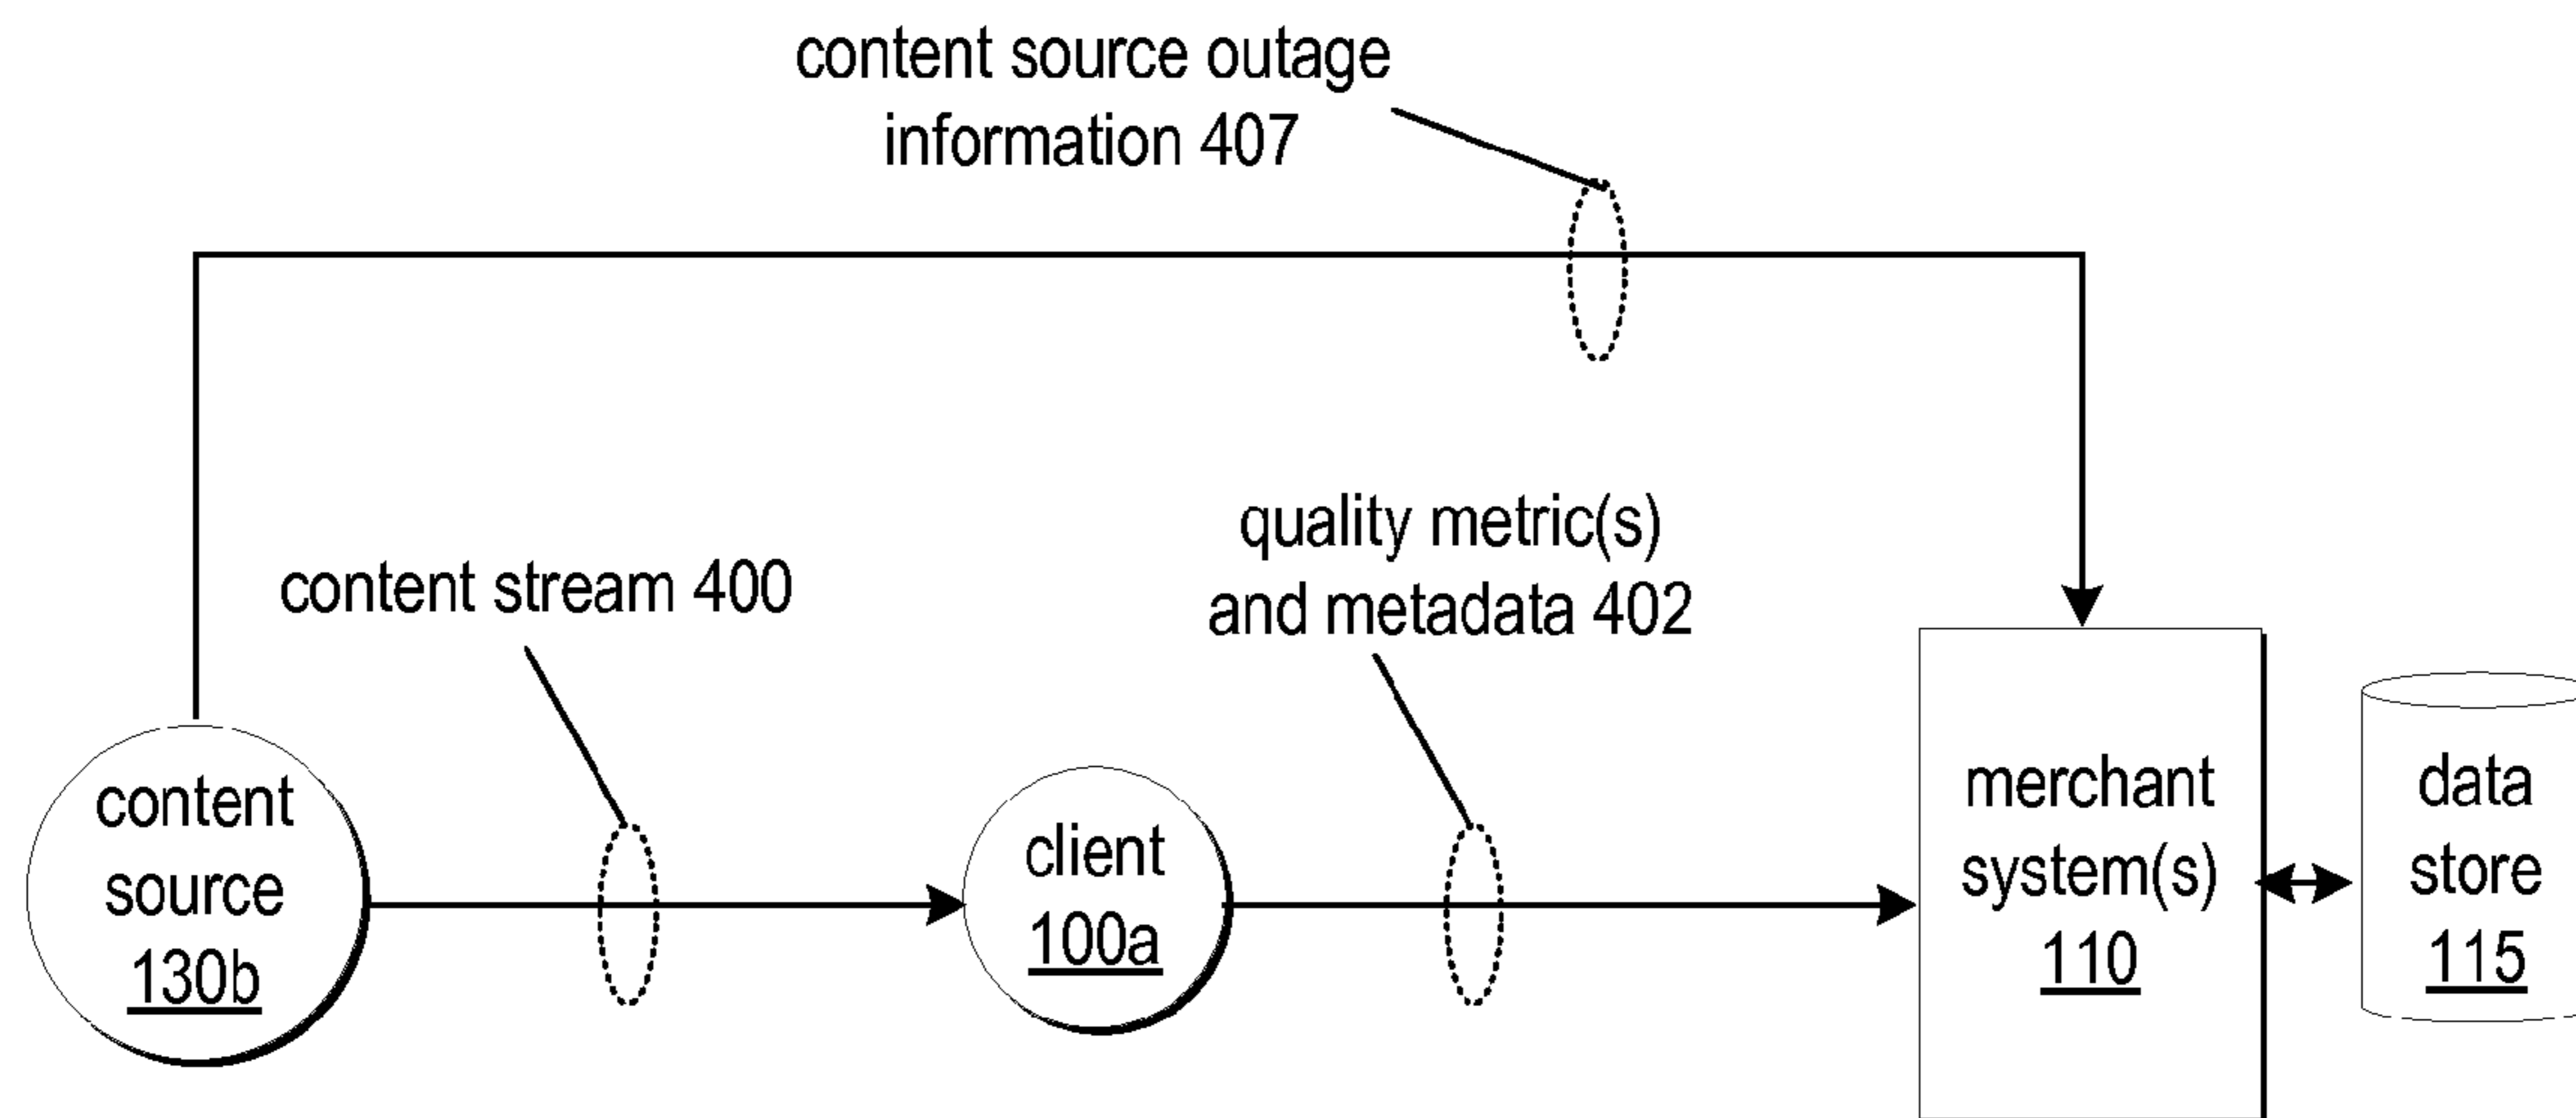 content source outage
information 407
content stream 400
quality metric(s)
and metadata 402
content
source
130b
client
100a
merchant
system(s)
110
data
store
115